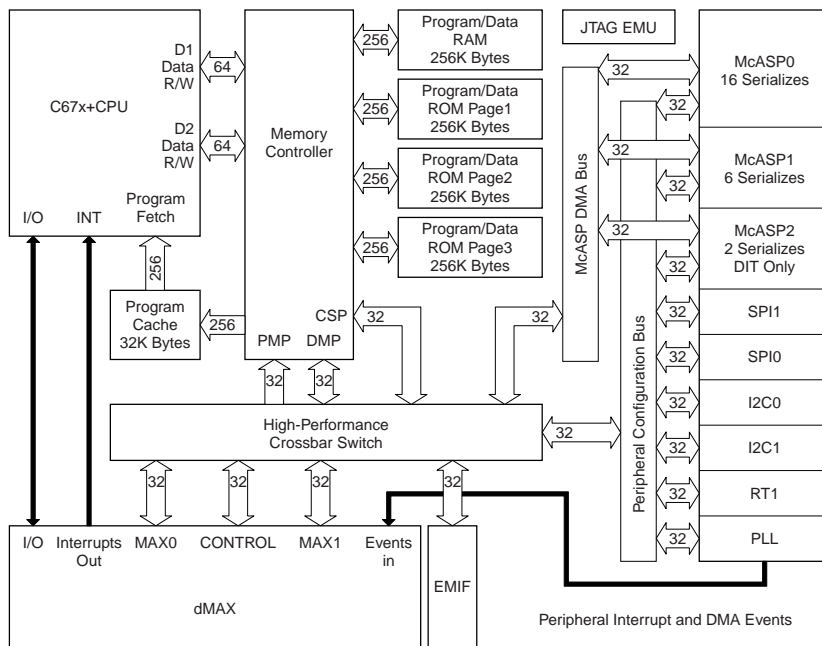 D1
Data
R/W
64
C67x+CPU
D2
Data
R/W
64
I/O
INT
Program
Fetch
256
Program
Cache
32K Bytes
256
Memory
Controller
CSP
32
PMP
DMP
32
32
256
Program/Data
RAM
256K Bytes
256
Program/Data
ROM Page1
256K Bytes
256
Program/Data
ROM Page2
256K Bytes
256
Program/Data
ROM Page3
256K Bytes
JTAG EMU
McASP DMA Bus
32
32
32
32
32
Peripheral Configuration Bus
32
32
32
32
32
32
32
32
McASP0
16 Serializes
McASP1
6 Serializes
McASP2
2 Serializes
DIT Only
SPI1
SPI0
I2C0
I2C1
RT1
PLL
High-Performance
Crossbar Switch
32
32
32
32
32
I/O
Interrupts
Out
MAX0
CONTROL
MAX1
Events
in
dMAX
EMIF
Peripheral Interrupt and DMA Events